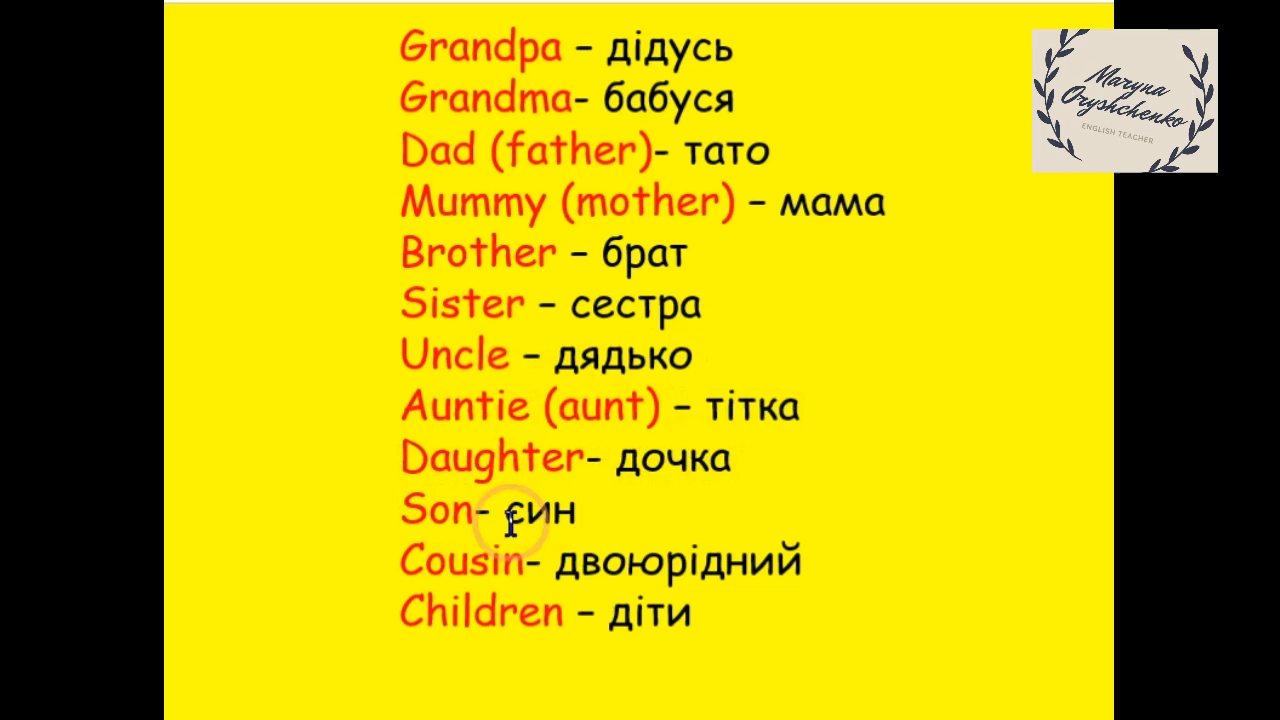 Grandpa – дідусь
Grandma- бабуся
Dad (father)- тато
Mummy (mother) – мама
Brother – брат
Sister – сестра
Uncle – дядько
Auntie (aunt) – тітка
Daughter- дочка
Son- син
Cousin- двоюрідний
Children – діти
Maryna
Oryshchenko
ENGLISH TEACHER